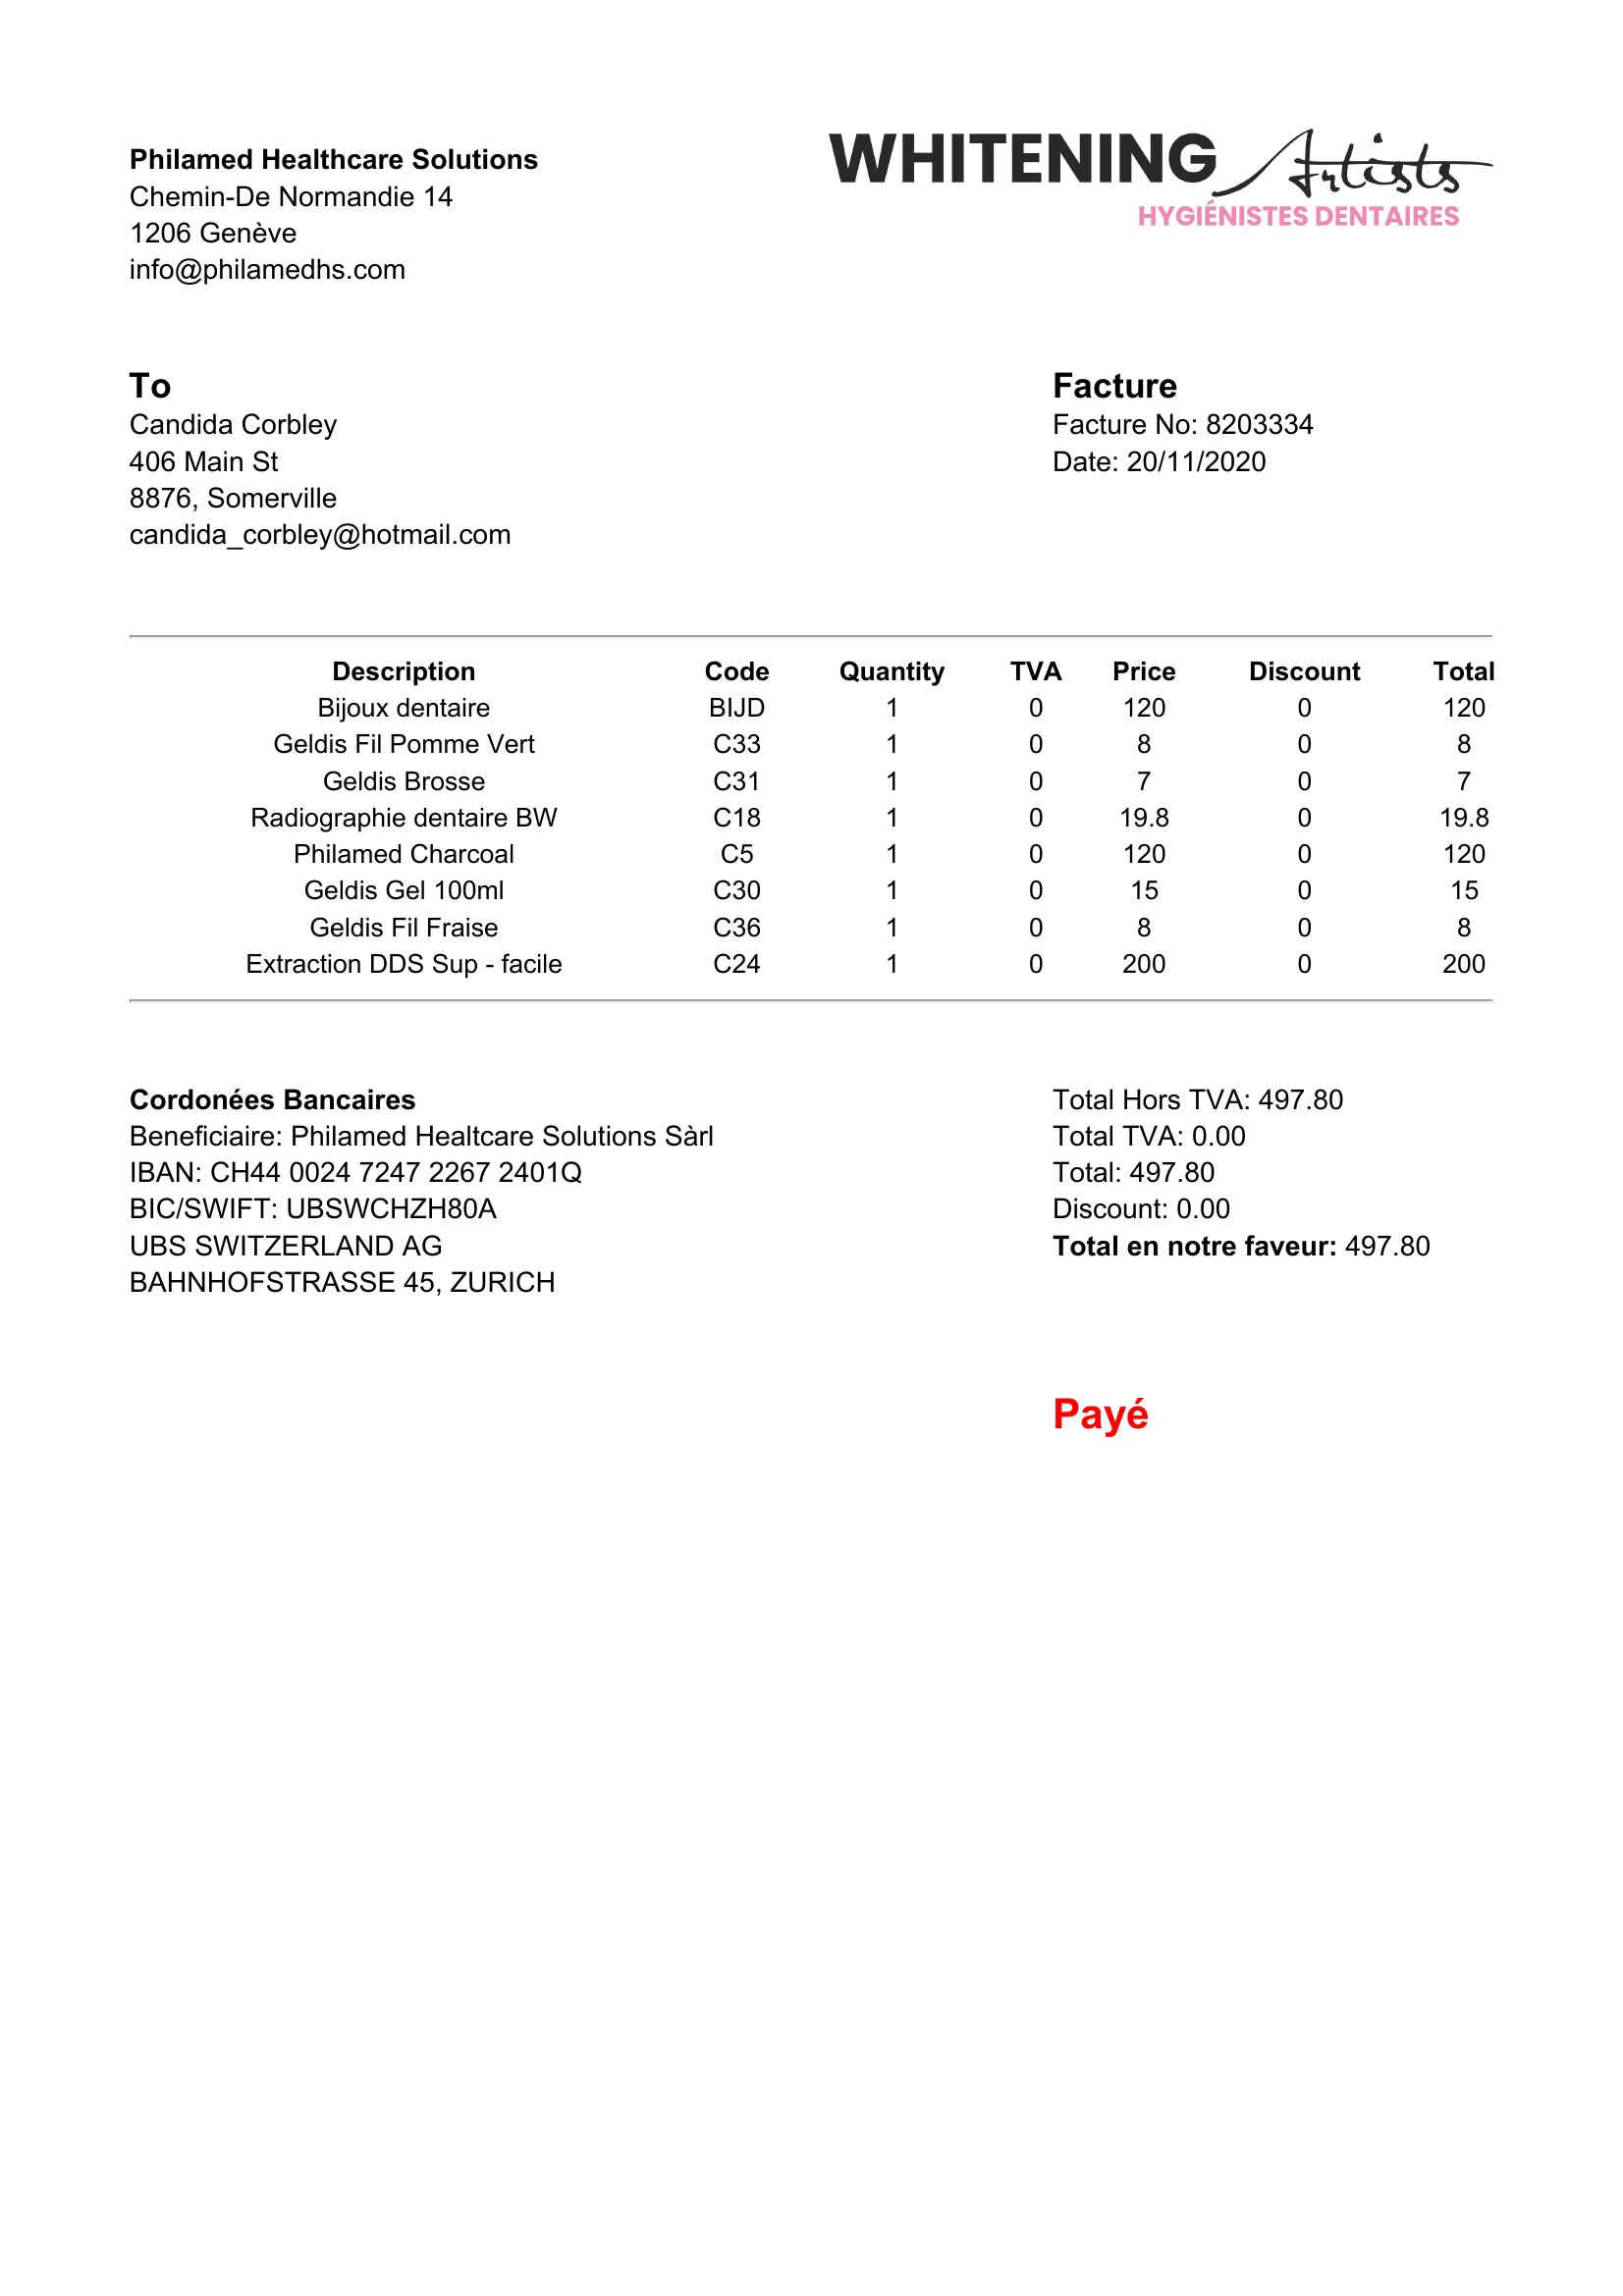 Philamed Healthcare Solutions
Chemin-De Normandie 14
1206 Genève
info@philamedhs.com
WHITENING Artists
HYGIÉNISTES DENTAIRES
To
Candida Corbley
406 Main St
8876, Somerville
candida_corbley@hotmail.com
Facture
Facture No: 8203334
Date: 20/11/2020
Description Code Quantity TVA Price Discount Total
Bijoux dentaire BIJD 1 0 120 0 120
Geldis Fil Pomme Vert C33 1 0 8 0 8
Geldis Brosse C31 1 0 7 0 7
Radiographie dentaire BW C18 1 0 19.8 0 19.8
Philamed Charcoal C5 1 0 120 0 120
Geldis Gel 100ml C30 1 0 15 0 15
Geldis Fil Fraise C36 1 0 8 0 8
Extraction DDS Sup - facile C24 1 0 200 0 200
Cordonées Bancaires
Beneficiaire: Philamed Healtcare Solutions Sàrl
IBAN: CH44 0024 7247 2267 2401Q
BIC/SWIFT: UBSWCHZH80A
UBS SWITZERLAND AG
BAHNHOFSTRASSE 45, ZURICH
Total Hors TVA: 497.80
Total TVA: 0.00
Total: 497.80
Discount: 0.00
Total en notre faveur: 497.80
Payé